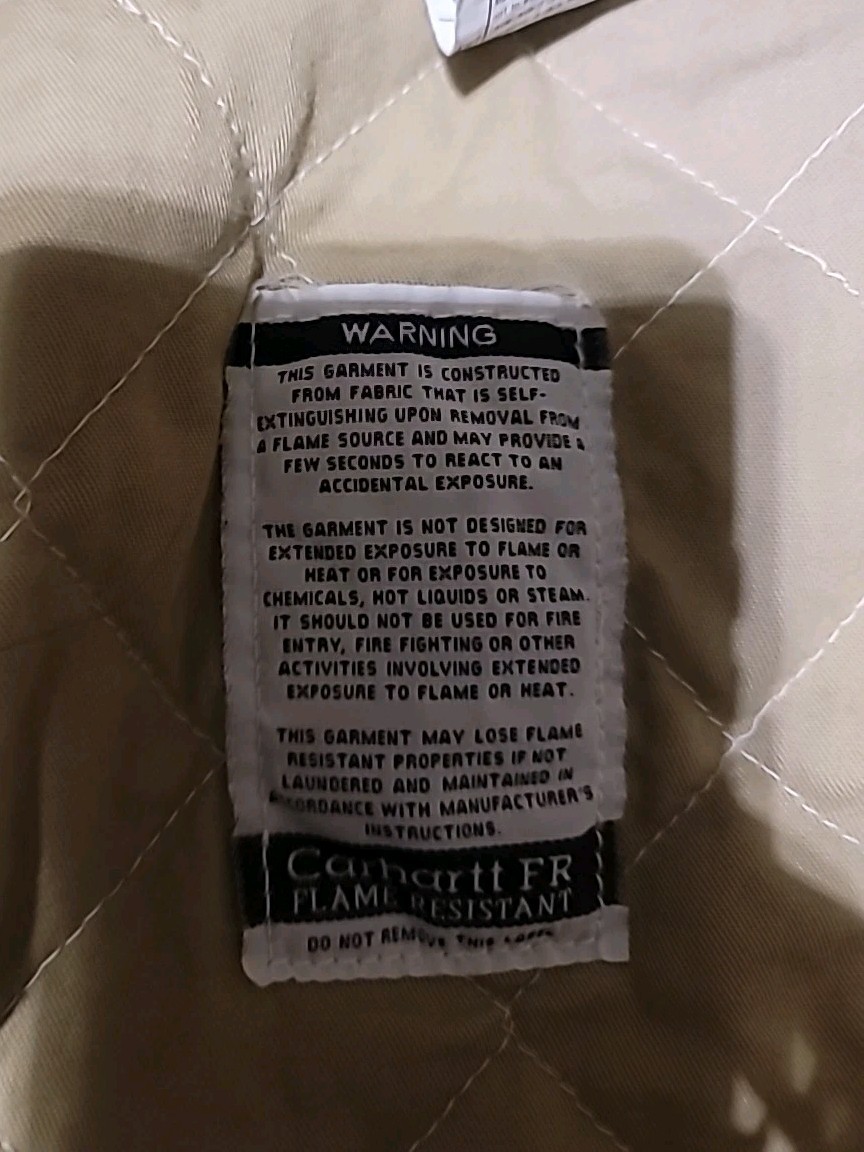 WARNING
THIS GARMENT IS CONSTRUCTED
FROM FABRIC THAT IS SELF-
EXTINGUISHING UPON REMOVAL FROM
A FLAME SOURCE AND MAY PROVIDE A
FEW SECONDS TO REACT TO AN
ACCIDENTAL EXPOSURE.
THE GARMENT IS NOT DESIGNED FOR
EXTENDED EXPOSURE TO FLAME OR
HEAT OR FOR EXPOSURE TO
CHEMICALS, HOT LIQUIDS OR STEAM.
IT SHOULD NOT BE USED FOR FIRE
ENTRY, FIRE FIGHTING OR OTHER
ACTIVITIES INVOLVING EXTENDED
EXPOSURE TO FLAME OR HEAT.
THIS GARMENT MAY LOSE FLAME
RESISTANT PROPERTIES IF NOT
LAUNDERED AND MAINTAINED IN
ACCORDANCE WITH MANUFACTURER'S
INSTRUCTIONS.
Carhartt FR
FLAME RESISTANT
DO NOT REMOVE THIS LABEL